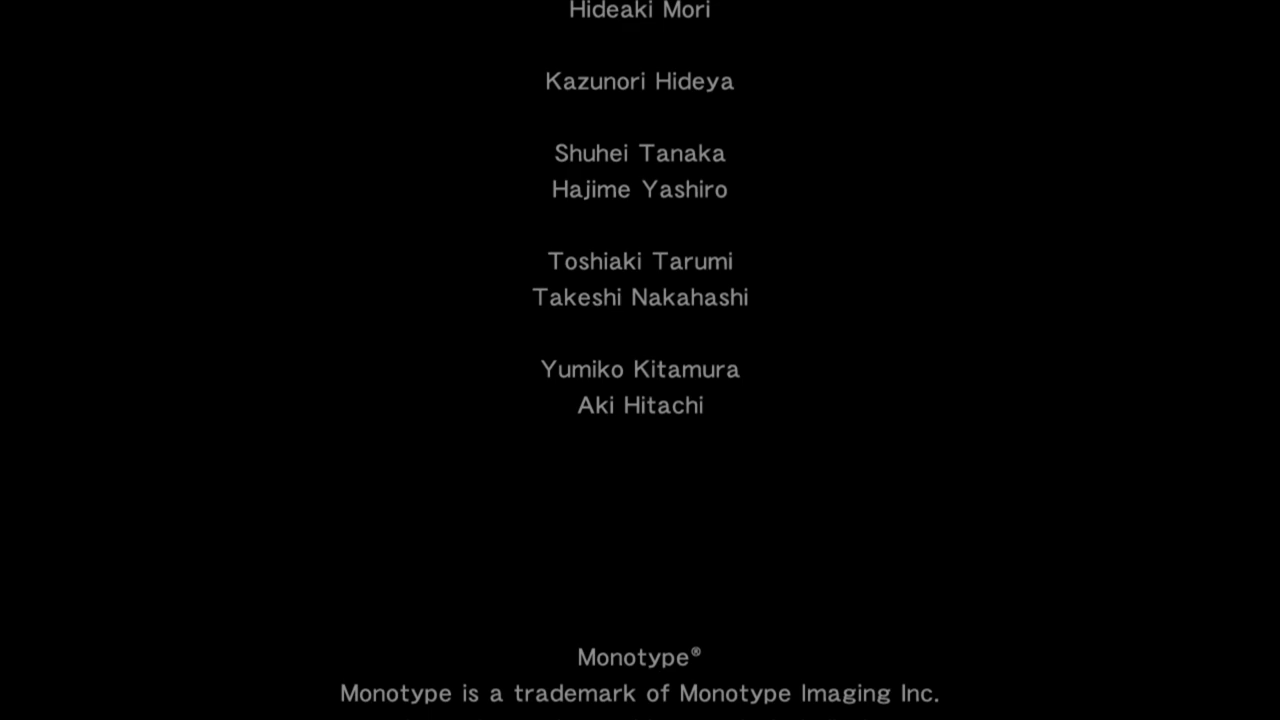 Hideaki Mori
Kazunori Hideya
Shuhei Tanaka
Hajime Yashiro
Toshiaki Tarumi
Takeshi Nakahashi
Yumiko Kitamura
Aki Hitachi
Monotype®
Monotype is a trademark of Monotype Imaging Inc.